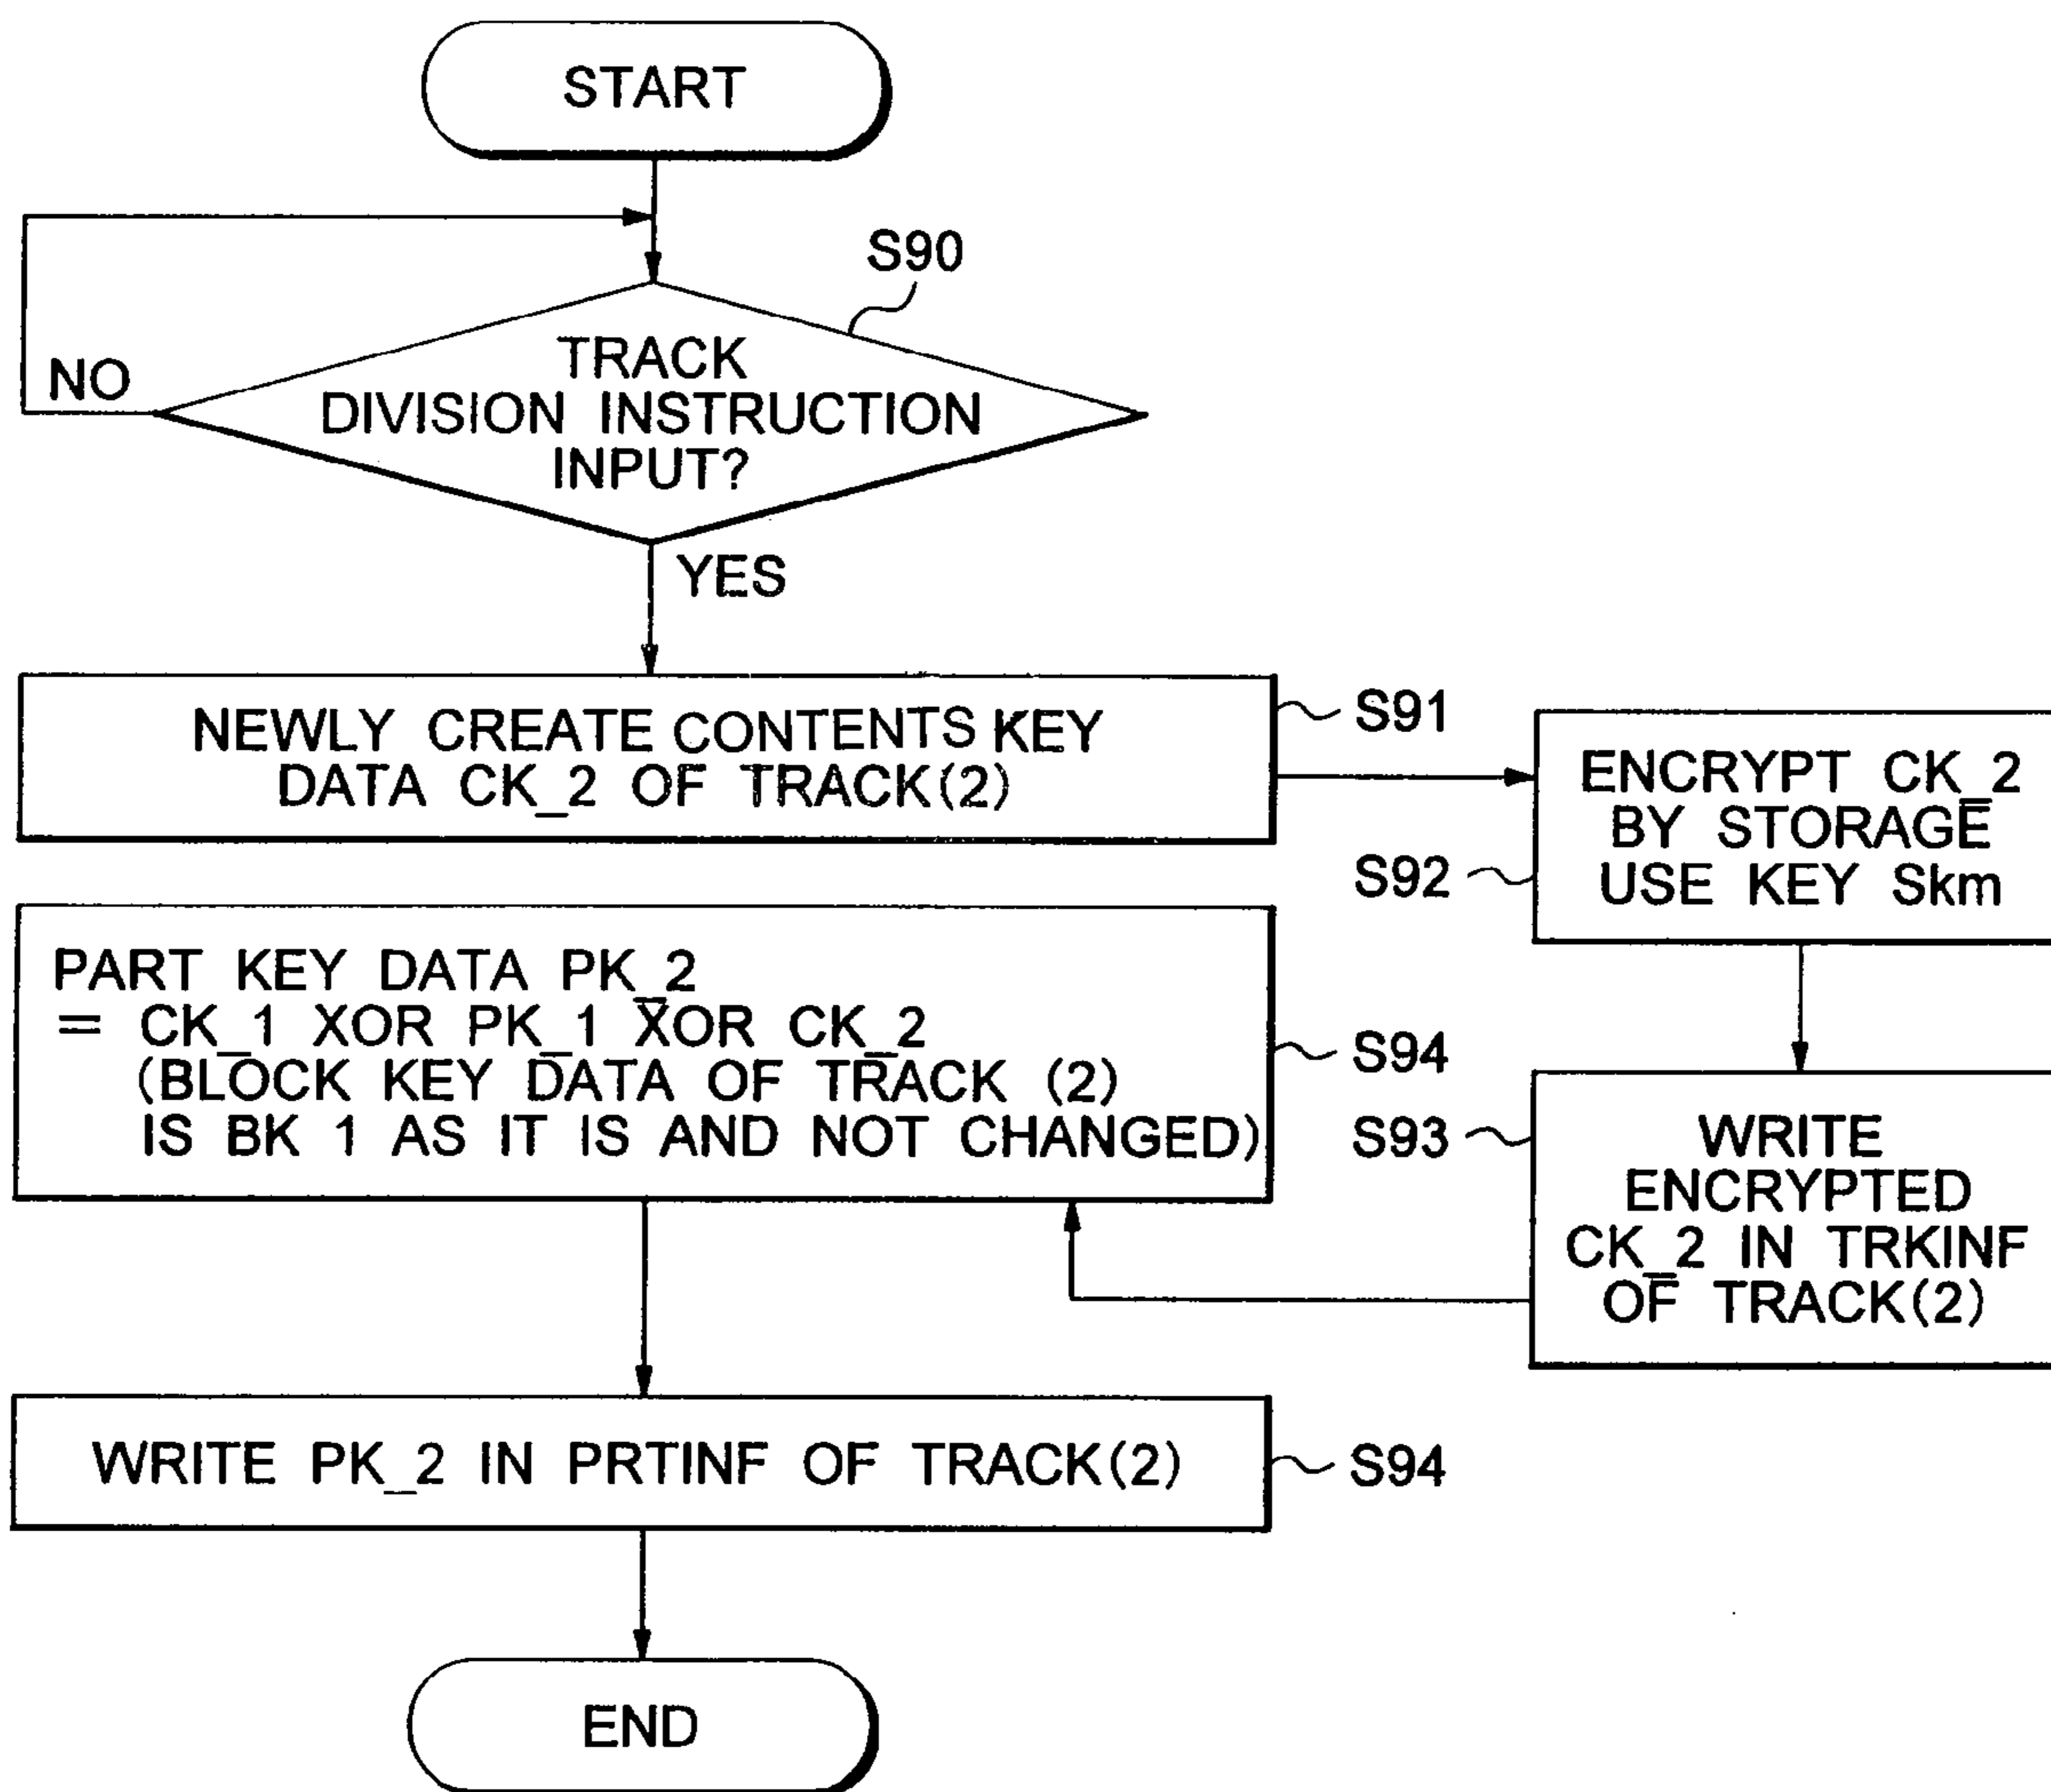 START
S90
NO
TRACK
DIVISION INSTRUCTION
INPUT?
YES
NEWLY CREATE CONTENTS KEY
DATA CK_2 OF TRACK(2)
S91
ENCRYPT CK_2
BY STORAGE
USE KEY Skm
S92
WRITE
ENCRYPTED
CK_2 IN TRKINF
OF TRACK(2)
S93
PART KEY DATA PK_2
= CK_1 XOR PK_1 XOR CK_2
(BLOCK KEY DATA OF TRACK (2)
IS BK 1 AS IT IS AND NOT CHANGED)
S94
WRITE PK_2 IN PRTINF OF TRACK(2)
S94
END